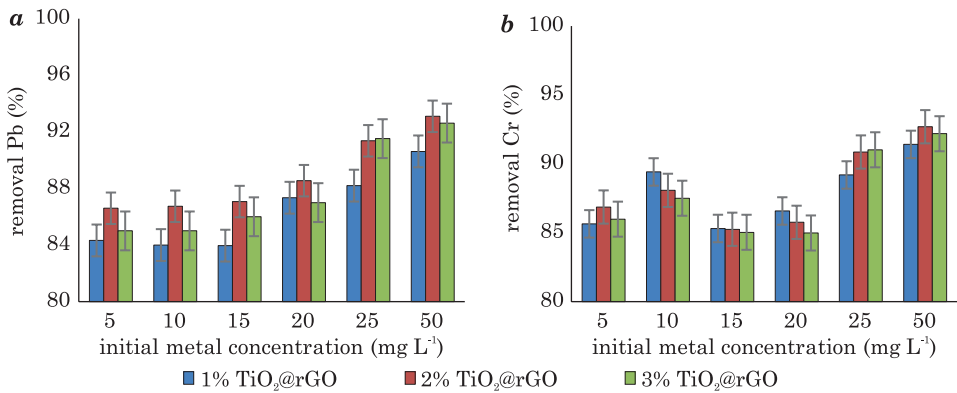 a
100
96
92
88
84
80
removal Pb (%)
5 10 15 20 25 50
initial metal concentration (mg L⁻¹)
b
100
95
90
85
80
removal Cr (%)
5 10 15 20 25 50
initial metal concentration (mg L⁻¹)
1% TiO₂@rGO 2% TiO₂@rGO 3% TiO₂@rGO